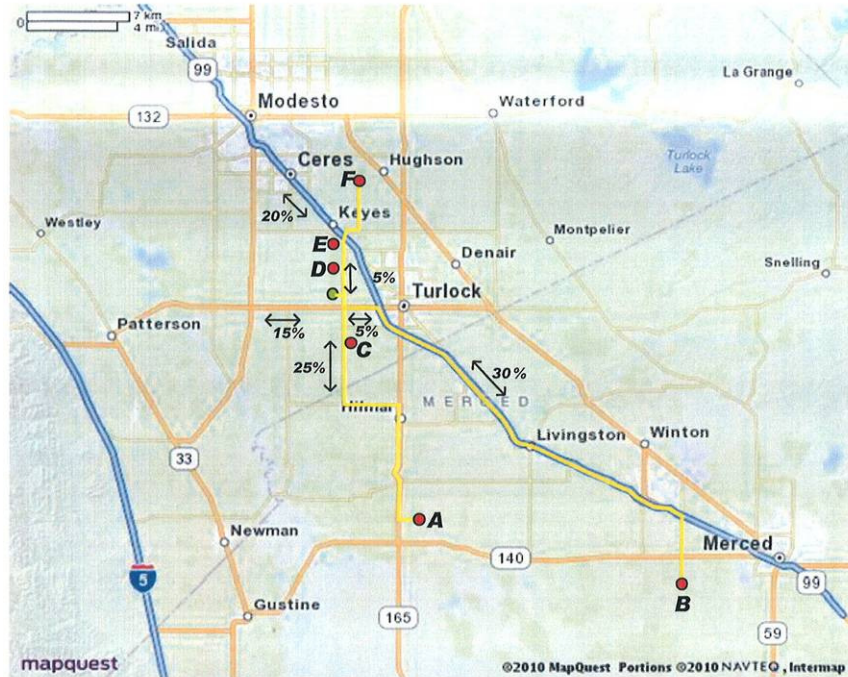 0
7 km
4 mi
Salida
99
La Grange
132
Modesto
Waterford
Ceres
Hughson
Turlock
Lake
F
20%
Keyes
Westley
Montpelier
E
Denair
D
5%
Snelling
Turlock
Patterson
15%
5%
C
25%
30%
MERCED
Hilmar
Livingston
Winton
33
A
Newman
140
Merced
5
99
B
Gustine
165
59
mapquest
©2010 MapQuest Portions ©2010 NAVTEQ, Intermap